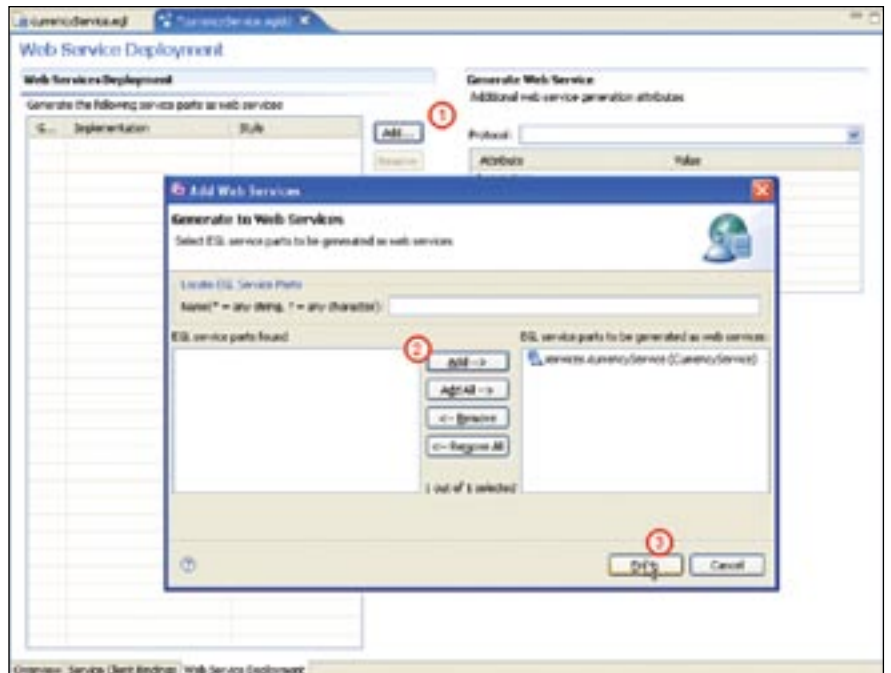 Web Service Deployment
Web Services Deployment
Generate the following service parts as web services
G... Implementation Style
1
Add...
Remove
Generate Web Service
Additional web service generation attributes
Protocol:
Attribute Value
Add Web Services
Generate to Web Services
Select EGL service parts to be generated as web services
Locate EGL Service Parts
Name(* = any string, ? = any character):
EGL service parts found:
2
Add -->
Add All -->
<-- Remove
<-- Remove All
1 out of 1 selected
EGL service parts to be generated as web services:
services.currencyService (CurrencyService)
3
Cancel
Overview Service Client Bindings Web Service Deployment